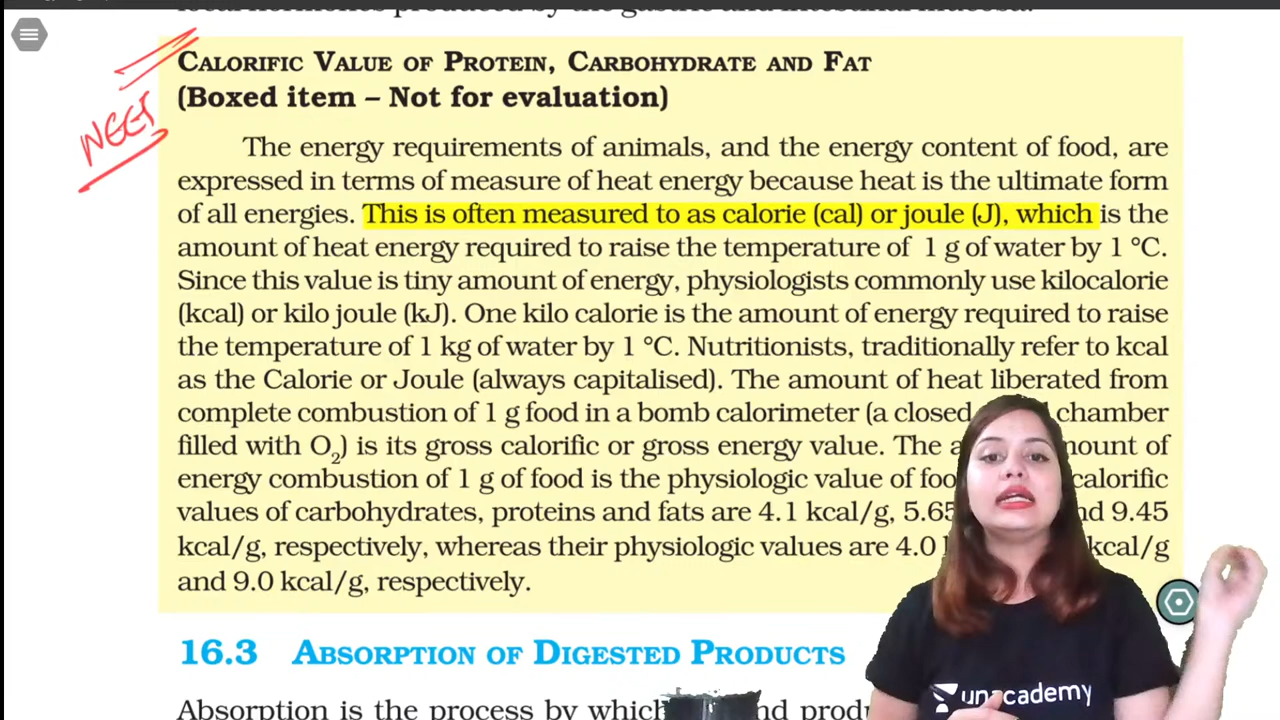 CALORIFIC VALUE OF PROTEIN, CARBOHYDRATE AND FAT
(Boxed item – Not for evaluation)
NEET
The energy requirements of animals, and the energy content of food, are
expressed in terms of measure of heat energy because heat is the ultimate form
of all energies. This is often measured to as calorie (cal) or joule (J), which is the
amount of heat energy required to raise the temperature of 1 g of water by 1 °C.
Since this value is tiny amount of energy, physiologists commonly use kilocalorie
(kcal) or kilo joule (kJ). One kilo calorie is the amount of energy required to raise
the temperature of 1 kg of water by 1 °C. Nutritionists, traditionally refer to kcal
as the Calorie or Joule (always capitalised). The amount of heat liberated from
complete combustion of 1 g food in a bomb calorimeter (a closed chamber
filled with O₂) is its gross calorific or gross energy value. The
energy combustion of 1 g of food is the physiologic value of calorific
values of carbohydrates, proteins and fats are 4.1 kcal/g, 5.65 9.45
kcal/g, respectively, whereas their physiologic values are 4.0 kcal/g
and 9.0 kcal/g, respectively.
16.3 ABSORPTION OF DIGESTED PRODUCTS
Absorption is the process by which
unacademy